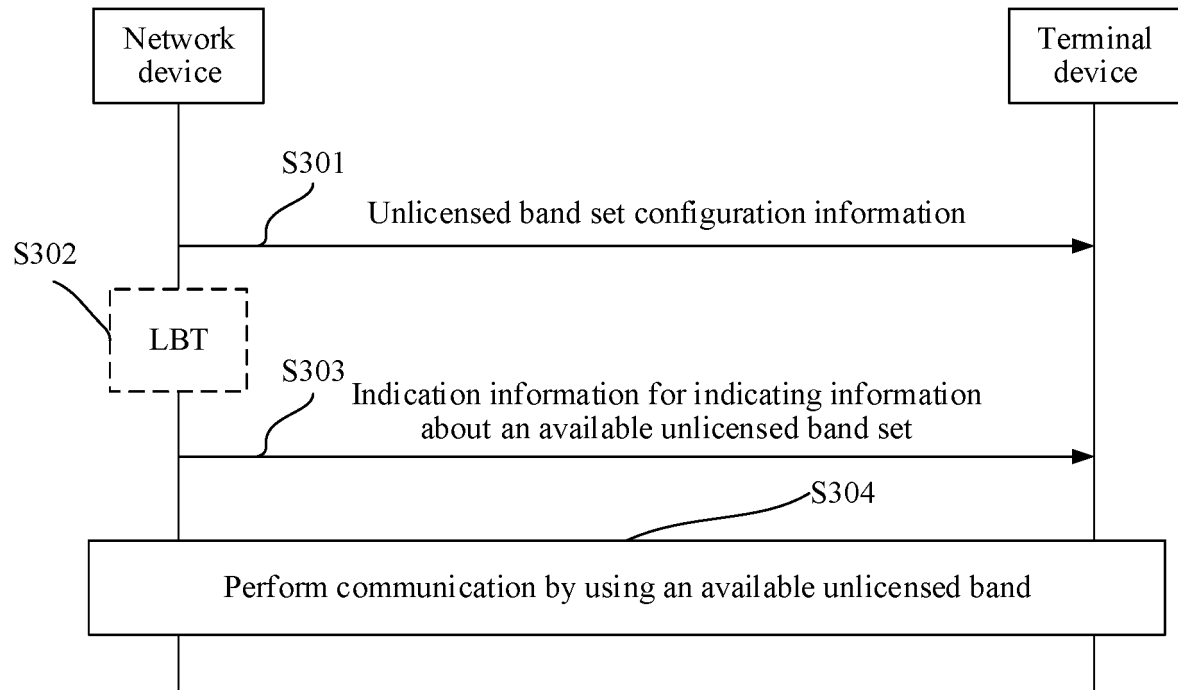 Network
device
Terminal
device
S301
Unlicensed band set configuration information
S302
LBT
S303
Indication information for indicating information
about an available unlicensed band set
S304
Perform communication by using an available unlicensed band